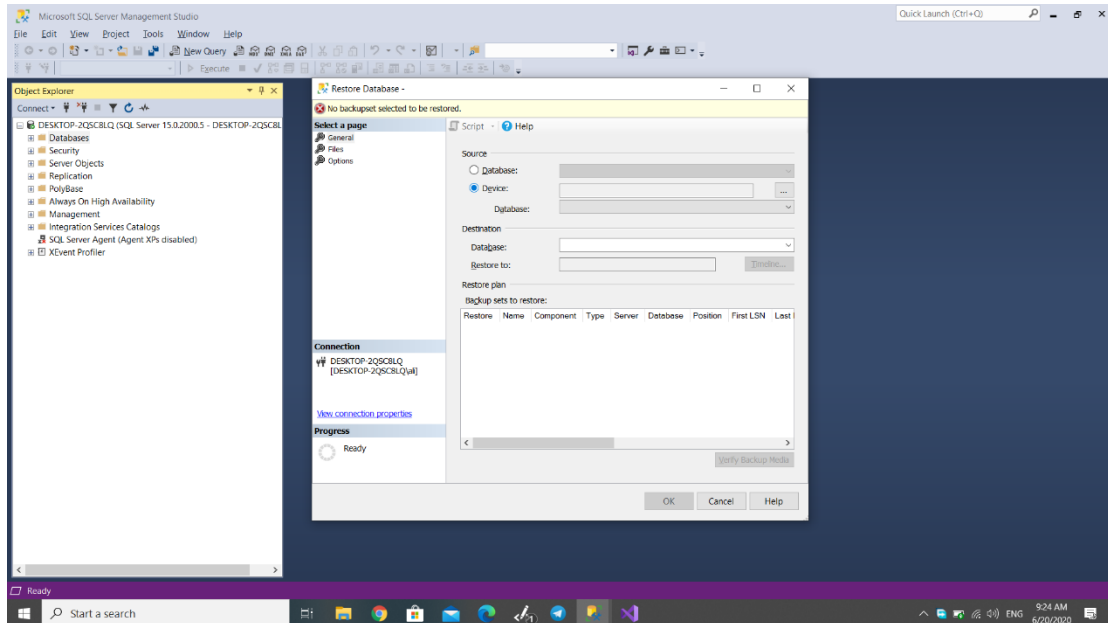 Microsoft SQL Server Management Studio
Quick Launch (Ctrl+Q)
File Edit View Project Tools Window Help
New Query
Execute
Object Explorer
Connect
DESKTOP-2QSC8LQ (SQL Server 15.0.2000.5 - DESKTOP-2QSC8L
Databases
Security
Server Objects
Replication
PolyBase
Always On High Availability
Management
Integration Services Catalogs
SQL Server Agent (Agent XPs disabled)
XEvent Profiler
Restore Database -
No backupset selected to be restored.
Select a page
General
Files
Options
Connection
DESKTOP-2QSC8LQ
[DESKTOP-2QSC8LQ\ali]
View connection properties
Progress
Ready
Script Help
Source
Database:
Device:
...
Database:
Destination
Database:
Restore to:
Timeline...
Restore plan
Backup sets to restore:
Restore Name Component Type Server Database Position First LSN Last
Verify Backup Media
OK Cancel Help
Ready
Start a search
ENG
9:24 AM
6/20/2020